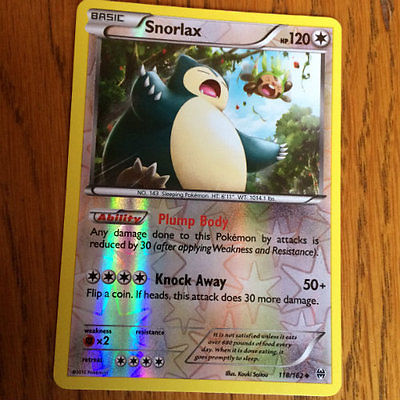 BASIC
Snorlax HP120
NO. 143 Sleeping Pokémon HT: 6'11" WT: 1014.1 lbs.
Ability Plump Body
Any damage done to this Pokémon by attacks is
reduced by 30 (after applying Weakness and Resistance).
Knock Away 50+
Flip a coin. If heads, this attack does 30 more damage.
weakness resistance
×2
retreat
It is not satisfied unless it eats
over 880 pounds of food every
day. When it is done eating, it
goes promptly to sleep.
Illus. Kouki Saitou 118/162
©2015 Pokémon